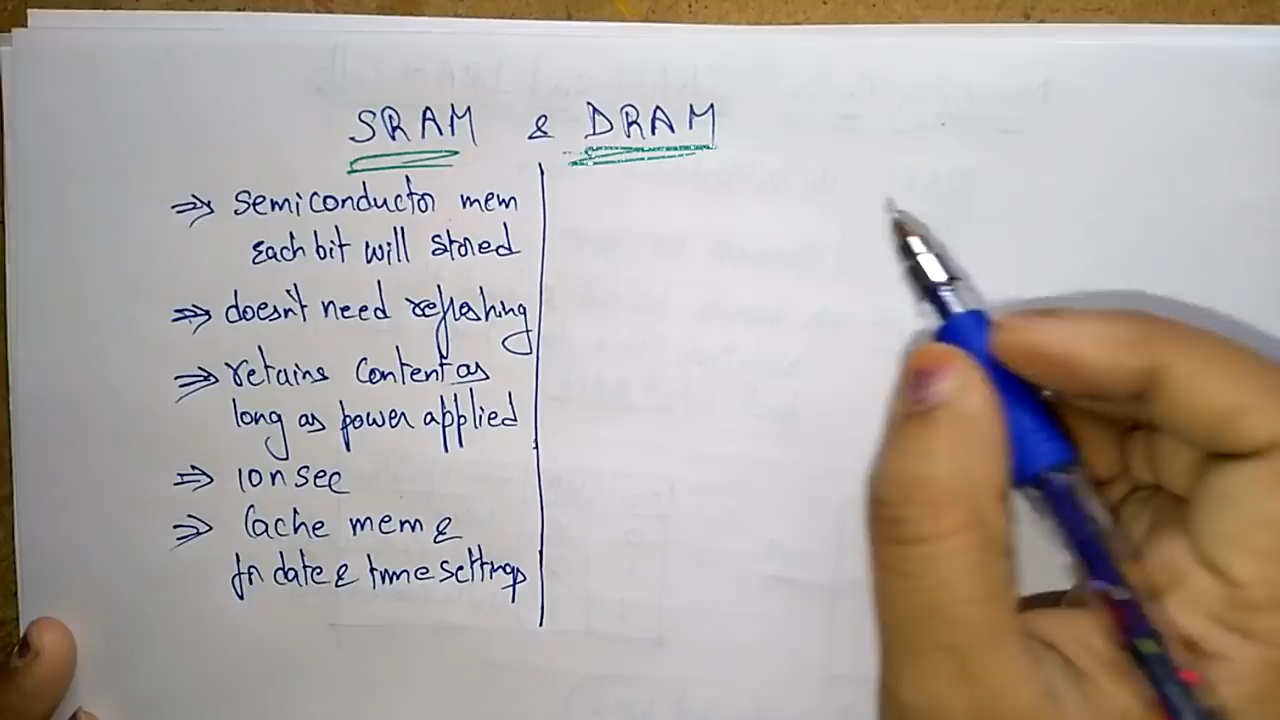 SRAM & DRAM
⇒ semiconductor mem
each bit will stored
⇒ doesn't need refreshing
⇒ retains content as
long as power applied
⇒ 10nsec
⇒ Cache mem &
for date & time settings